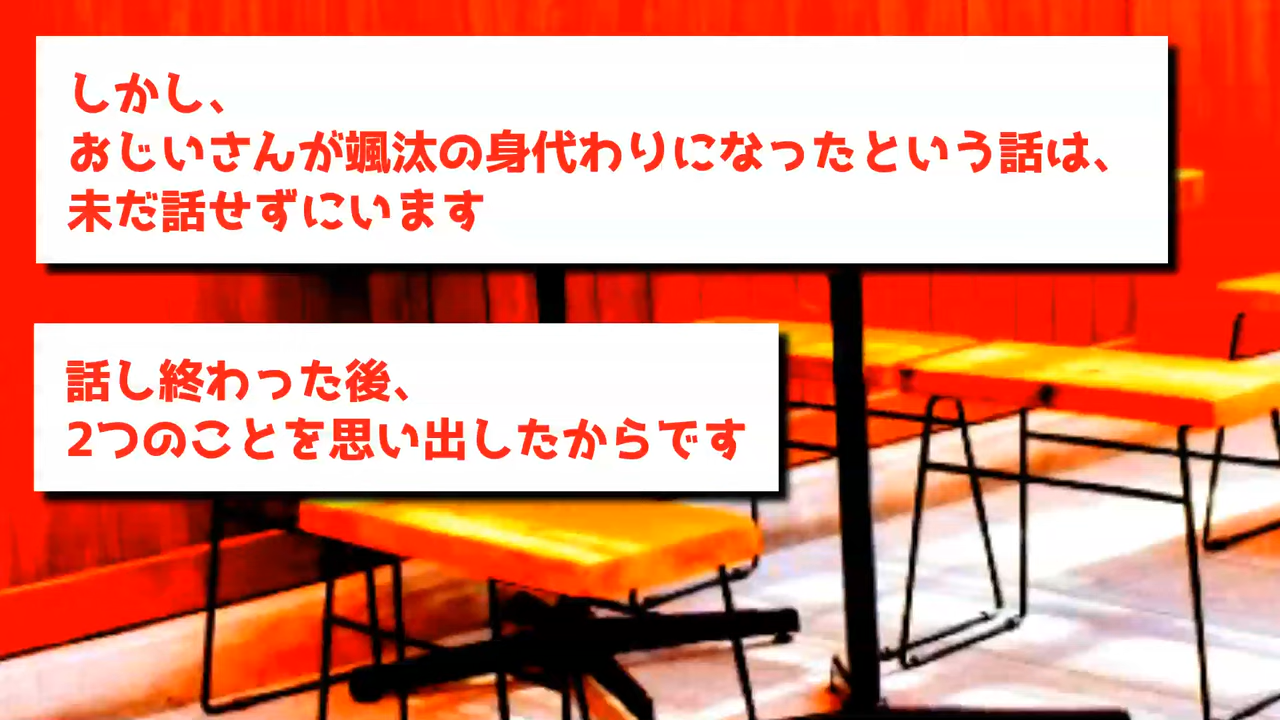 しかし、
おじいさんが颯汰の身代わりになったという話は、
未だ話せずにいます
話し終わった後、
2つのことを思い出したからです